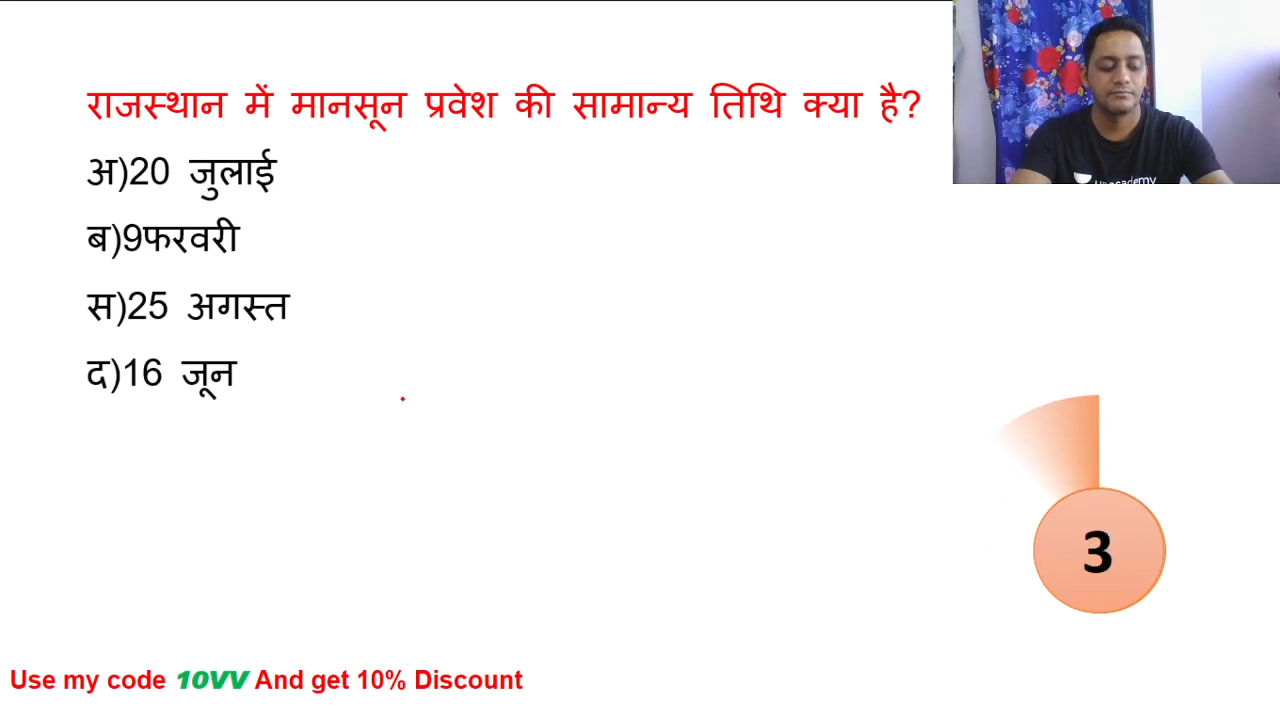 राजस्थान में मानसून प्रवेश की सामान्य तिथि क्या है?
अ)20 जुलाई
ब)9फरवरी
स)25 अगस्त
द)16 जून
3
Use my code 10VV And get 10% Discount